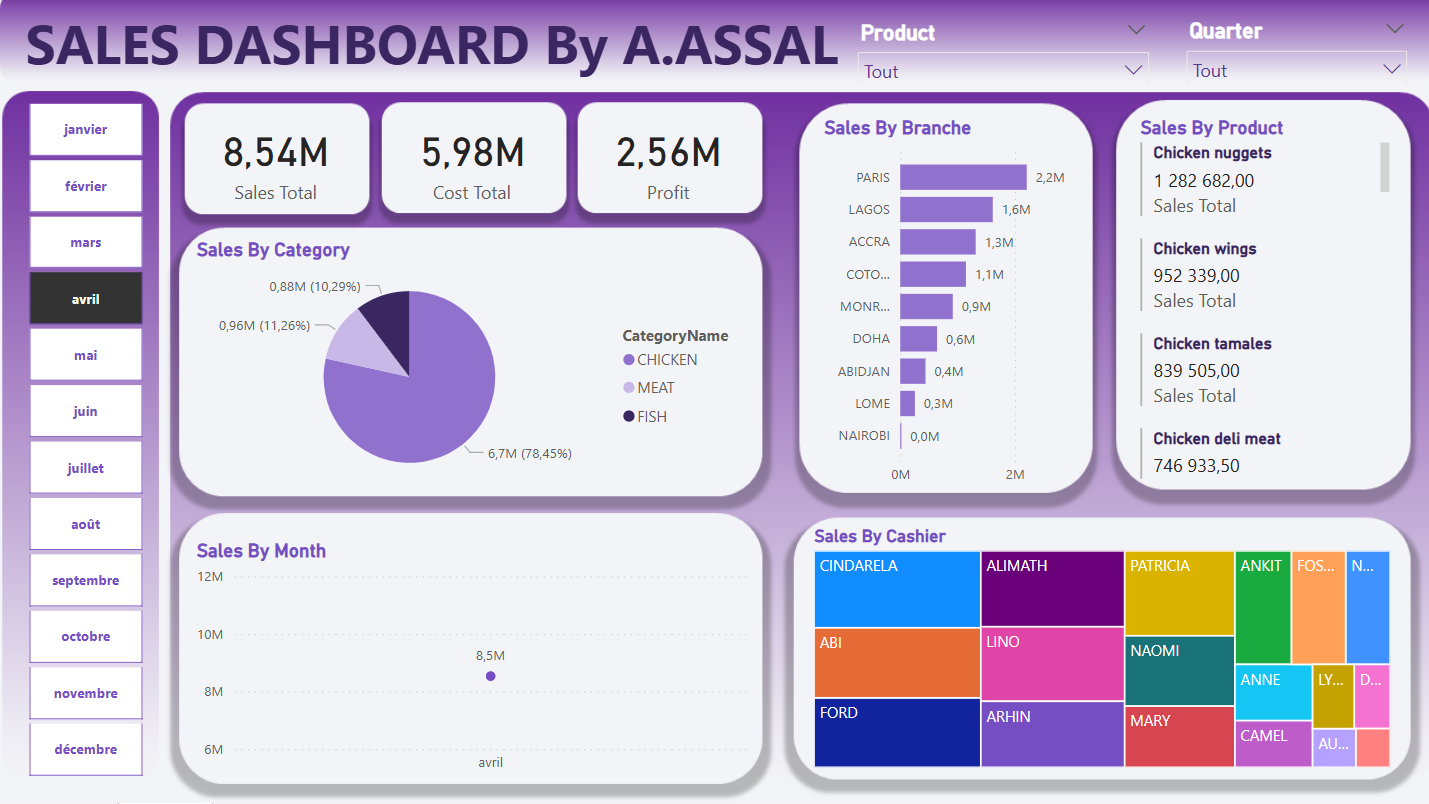 SALES DASHBOARD By A.ASSAL
Product
Tout
Quarter
Tout
janvier
février
mars
avril
mai
juin
juillet
août
septembre
octobre
novembre
décembre
8,54M
Sales Total
5,98M
Cost Total
2,56M
Profit
Sales By Category
0,88M (10,29%)
0,96M (11,26%)
6,7M (78,45%)
CategoryName
CHICKEN
MEAT
FISH
Sales By Month
12M
10M
8M
6M
8,5M
avril
Sales By Branche
PARIS 2,2M
LAGOS 1,6M
ACCRA 1,3M
COTO... 1,1M
MONR... 0,9M
DOHA 0,6M
ABIDJAN 0,4M
LOME 0,3M
NAIROBI 0,0M
0M 2M
Sales By Product
Chicken nuggets
1 282 682,00
Sales Total
Chicken wings
952 339,00
Sales Total
Chicken tamales
839 505,00
Sales Total
Chicken deli meat
746 933,50
Sales By Cashier
CINDARELA
ABI
FORD
ALIMATH
LINO
ARHIN
PATRICIA
NAOMI
MARY
ANKIT
FOS...
N...
ANNE
LY...
D...
CAMEL
AU...